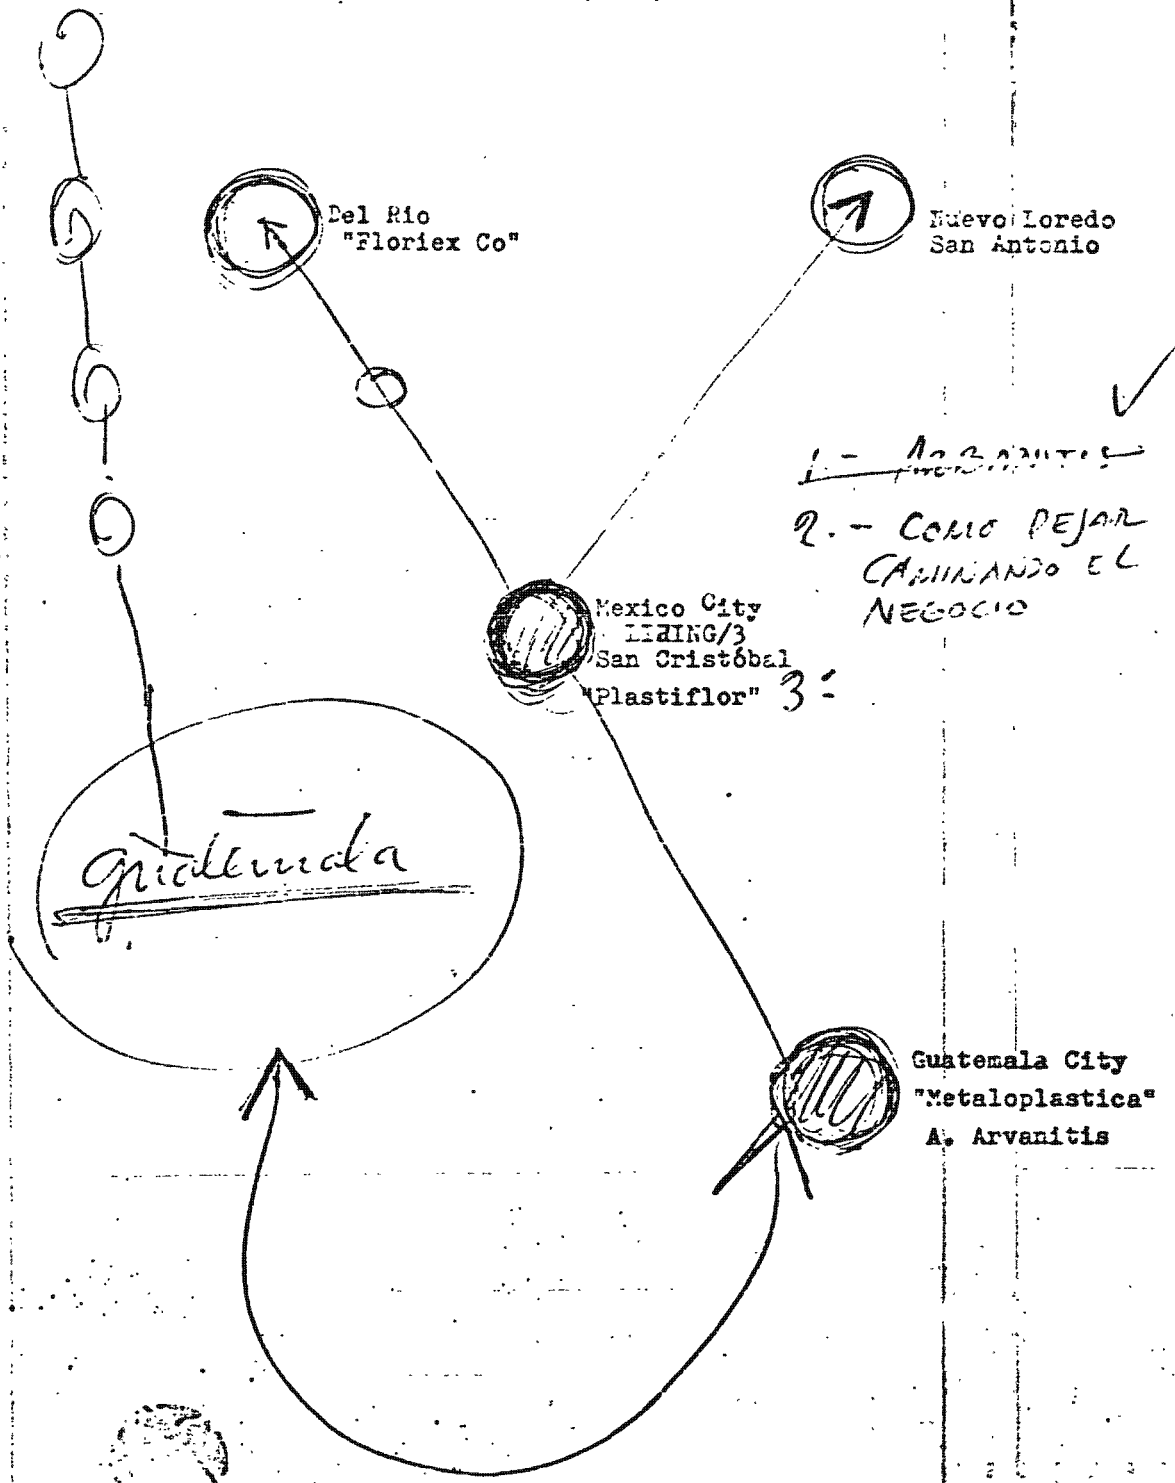 Del Rio
"Floriex Co"
Nuevo Loredo
San Antonio
2.- COMO DEJAR
CAMINANDO EL
NEGOCIO
Mexico City
San Cristóbal
"Plastiflor" 3-
Guatemala
Guatemala City
"Metaloplastica"
A. Arvanitis